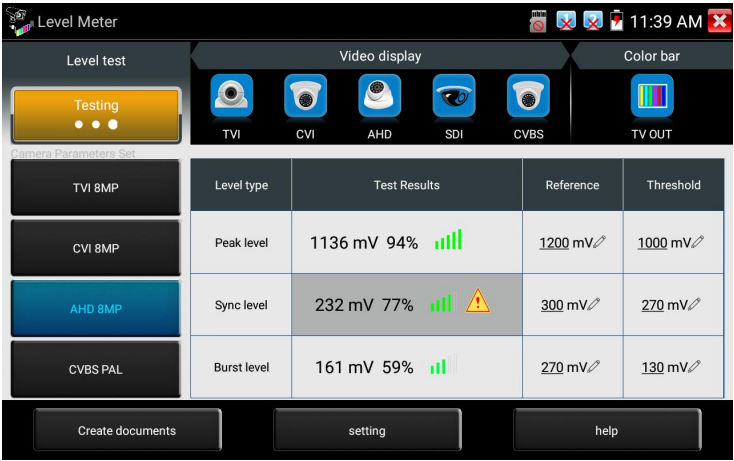 Level Meter
11:39 AM
Level test
Video display
Color bar
Testing
TVI
CVI
AHD
SDI
CVBS
TV OUT
Camera Parameters Set
TVI 8MP
CVI 8MP
AHD 8MP
CVBS PAL
Level type Test Results Reference Threshold
Peak level 1136 mV 94% 1200 mV 1000 mV
Sync level 232 mV 77% 300 mV 270 mV
Burst level 161 mV 59% 270 mV 130 mV
Create documents
setting
help